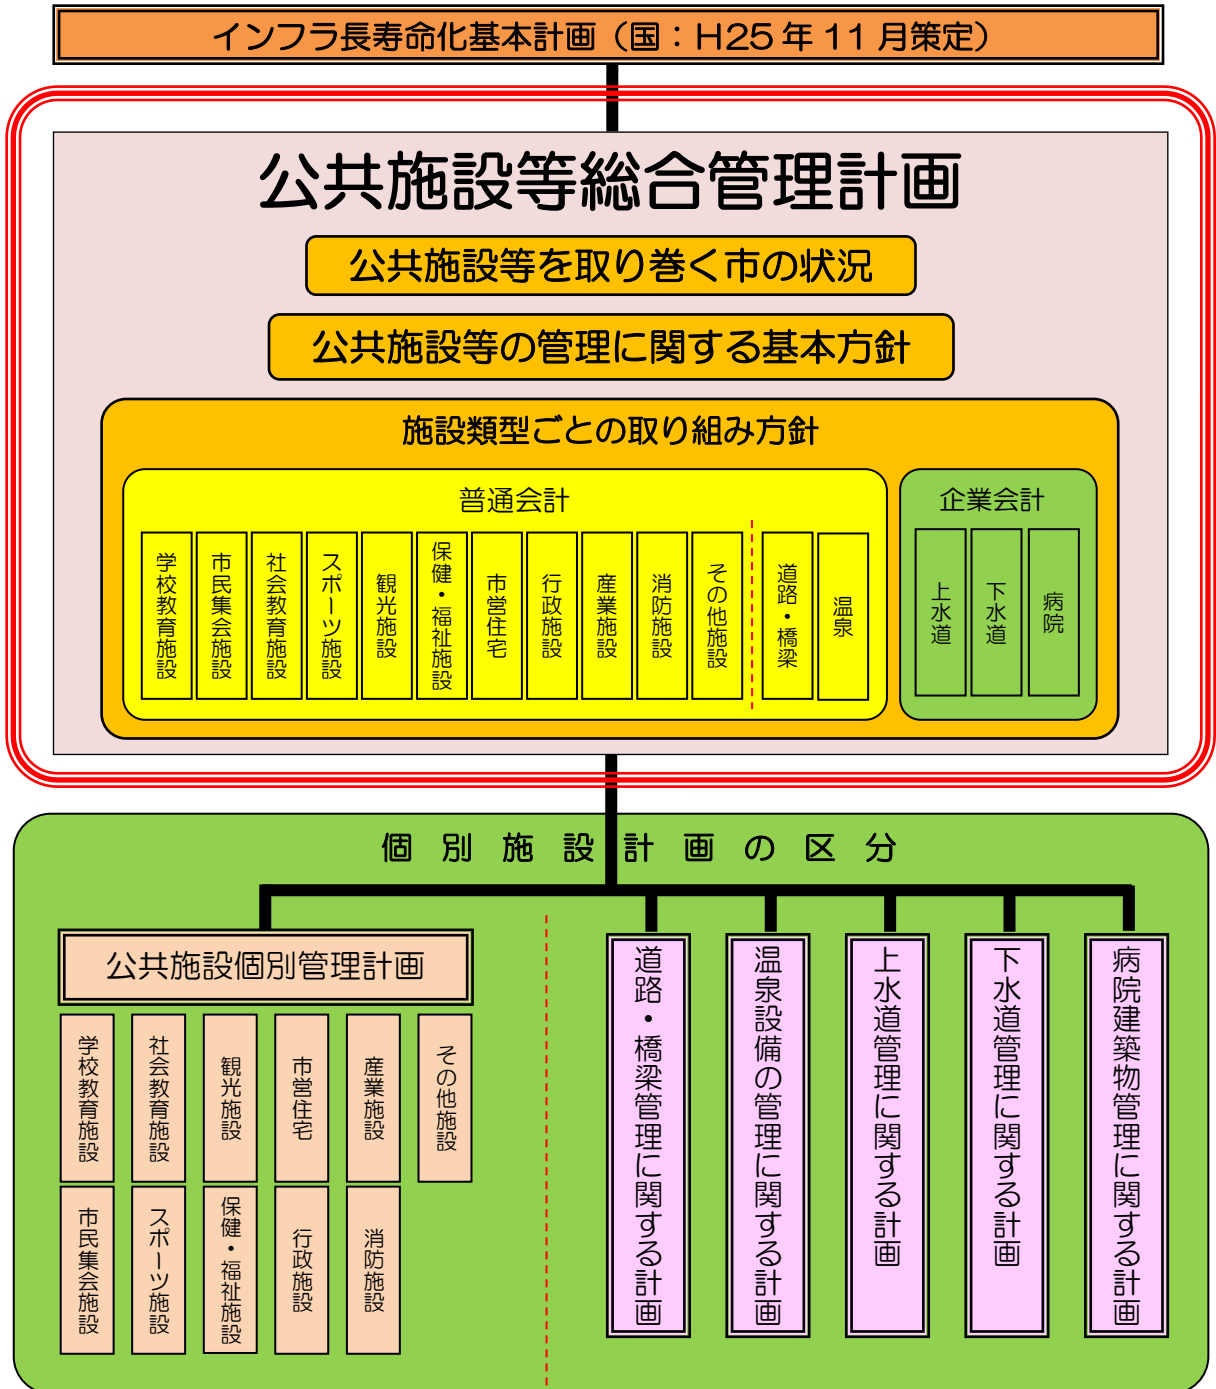 インフラ長寿命化基本計画（国：H25年11月策定）
公共施設等総合管理計画
公共施設等を取り巻く市の状況
公共施設等の管理に関する基本方針
施設類型ごとの取り組み方針
普通会計
学校教育施設
市民集会施設
社会教育施設
スポーツ施設
観光施設
保健・福祉施設
市営住宅
行政施設
産業施設
消防施設
その他施設
道路・橋梁
温泉
企業会計
上水道
下水道
病院
個別施設計画の区分
公共施設個別管理計画
学校教育施設
社会教育施設
観光施設
市営住宅
産業施設
その他施設
市民集会施設
スポーツ施設
保健・福祉施設
行政施設
消防施設
道路・橋梁管理に関する計画
温泉設備の管理に関する計画
上水道管理に関する計画
下水道管理に関する計画
病院建築物管理に関する計画